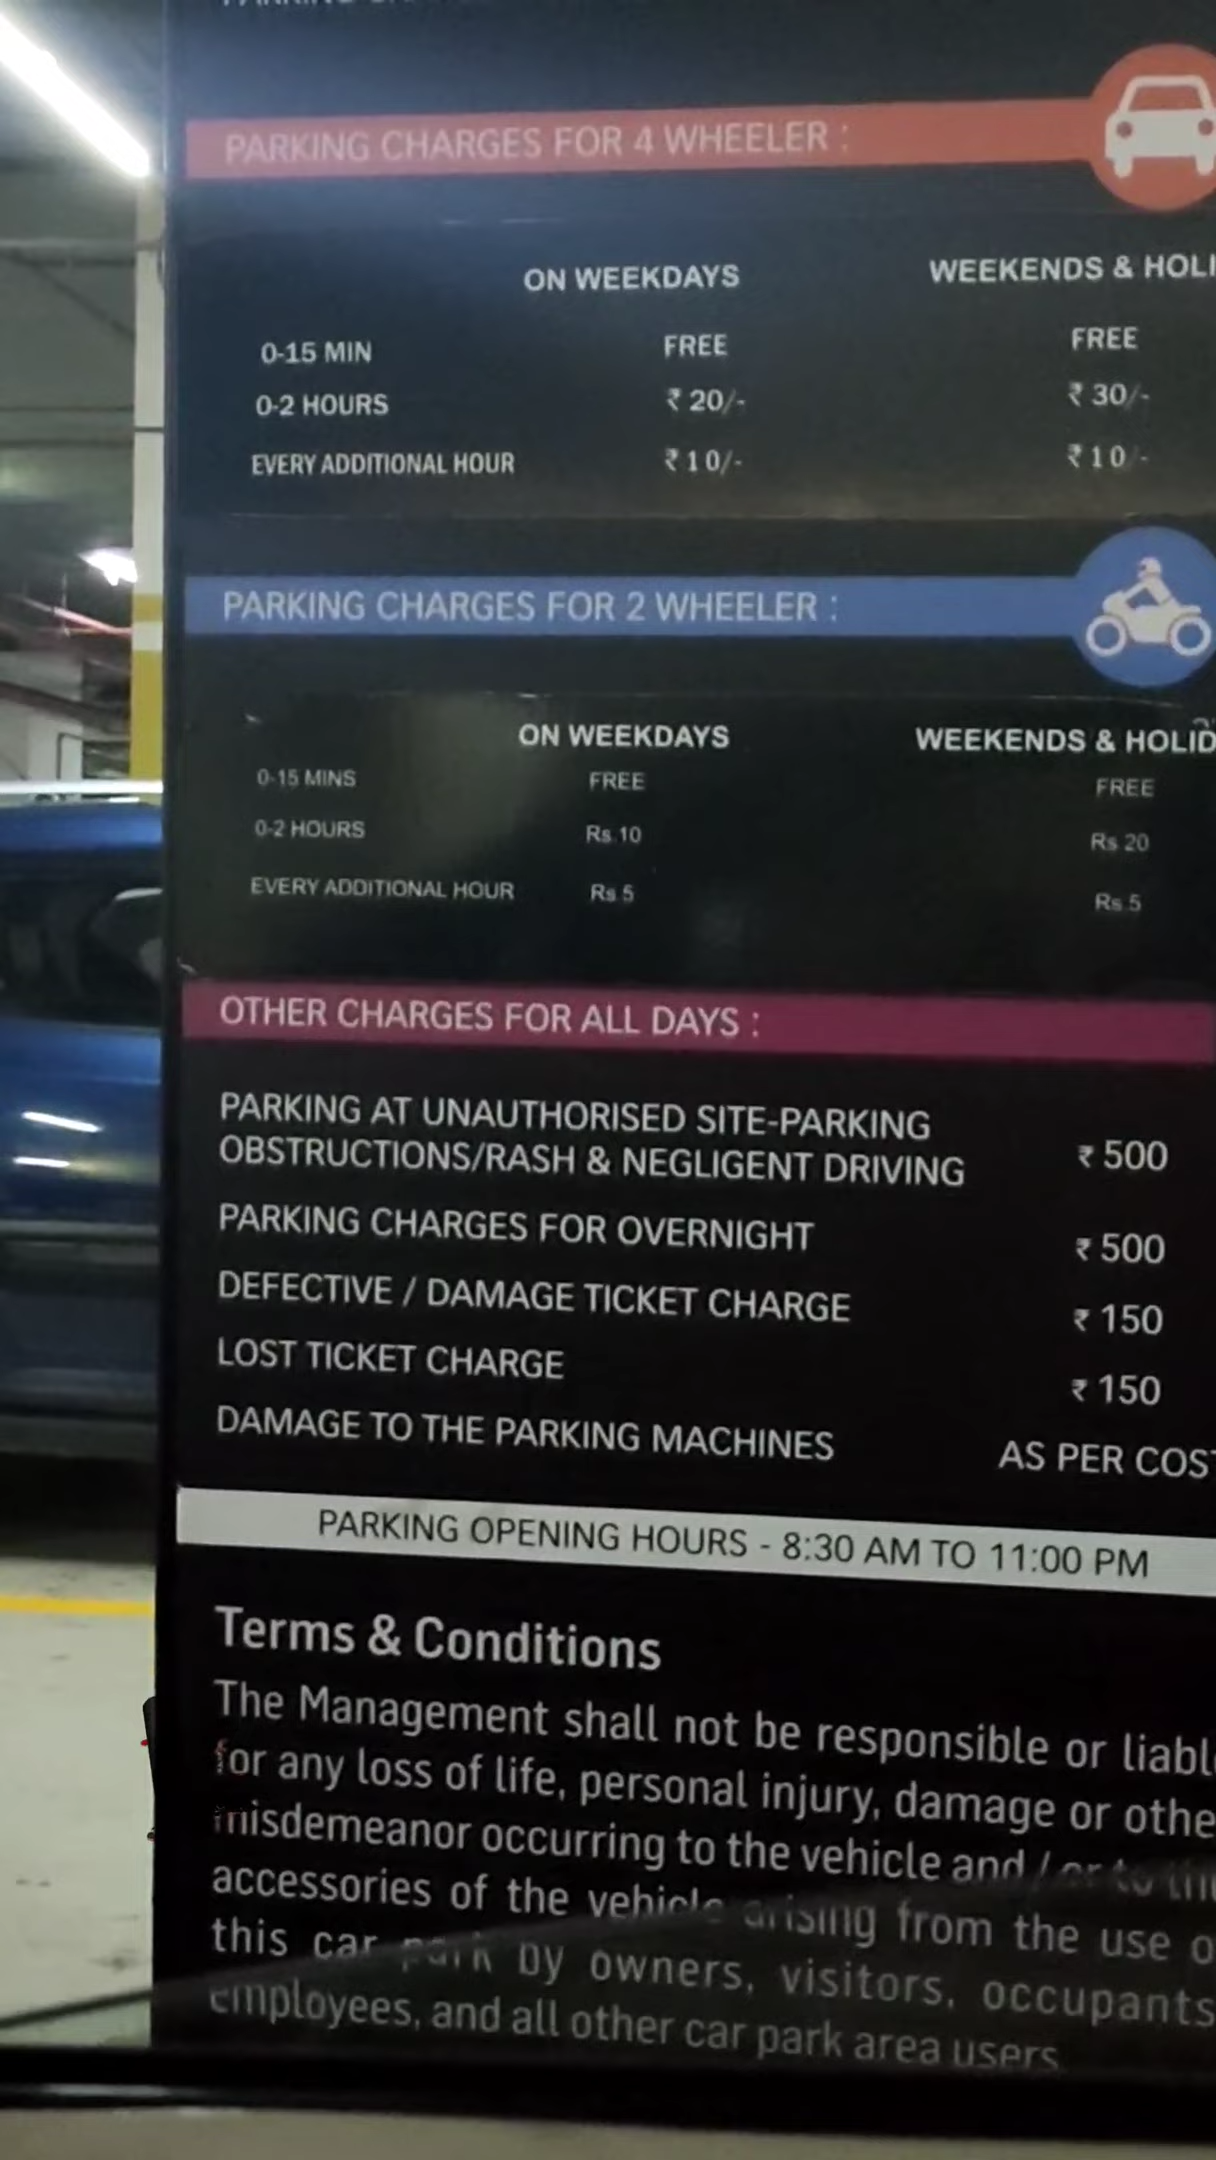 PARKING CHARGES FOR 4 WHEELER :
ON WEEKDAYS WEEKENDS & HOLI
0-15 MIN FREE FREE
0-2 HOURS ₹ 20/- ₹ 30/-
EVERY ADDITIONAL HOUR ₹10/- ₹10 -
PARKING CHARGES FOR 2 WHEELER :
ON WEEKDAYS WEEKENDS & HOLID
0-15 MINS FREE FREE
0-2 HOURS Rs.10 Rs 20
EVERY ADDITIONAL HOUR Rs 5 Rs.5
OTHER CHARGES FOR ALL DAYS :
PARKING AT UNAUTHORISED SITE-PARKING
OBSTRUCTIONS/RASH & NEGLIGENT DRIVING ₹ 500
PARKING CHARGES FOR OVERNIGHT ₹ 500
DEFECTIVE / DAMAGE TICKET CHARGE ₹ 150
LOST TICKET CHARGE ₹ 150
DAMAGE TO THE PARKING MACHINES AS PER COST
PARKING OPENING HOURS - 8:30 AM TO 11:00 PM
Terms & Conditions
The Management shall not be responsible or liable
for any loss of life, personal injury, damage or othe
misdemeanor occurring to the vehicle and / or to the
accessories of the vehicle arising from the use o
this car park by owners, visitors, occupants
employees, and all other car park area users